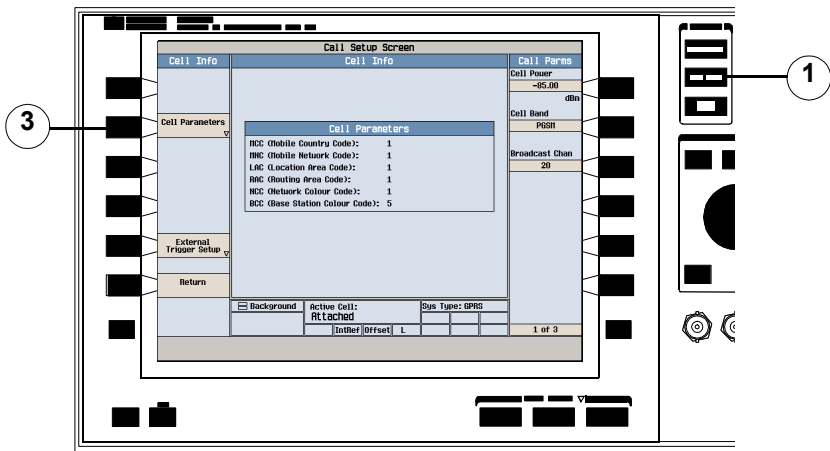 Call Setup Screen
Cell Info
Cell Info
Call Parms
Cell Power
-85.00
dBm
Cell Band
PGSM
Broadcast Chan
20
Cell Parameters
Cell Parameters
MCC (Mobile Country Code): 1
MNC (Mobile Network Code): 1
LAC (Location Area Code): 1
RAC (Routing Area Code): 1
NCC (Network Colour Code): 1
BCC (Base Station Colour Code): 5
External
Trigger Setup
Return
Background
Active Cell:
Attached
Sys Type: GPRS
IntRef Offset L
1 of 3
1
3